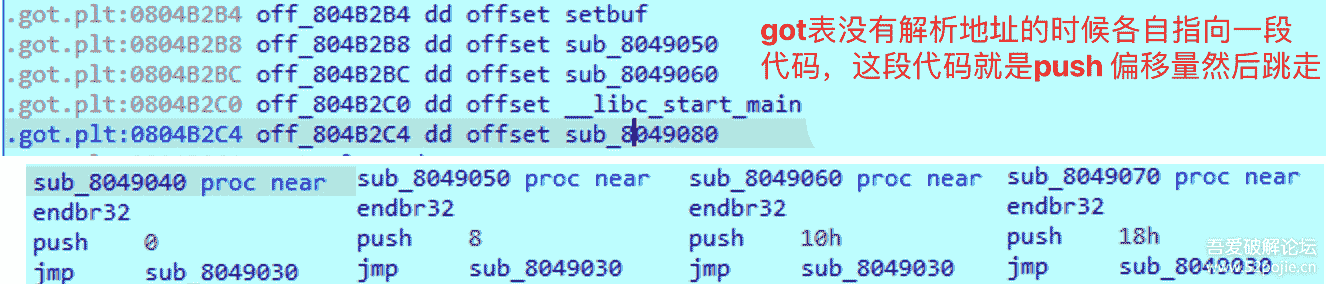 .got.plt:0804B2B4 off_804B2B4 dd offset setbuf
.got.plt:0804B2B8 off_804B2B8 dd offset sub_8049050
.got.plt:0804B2BC off_804B2BC dd offset sub_8049060
.got.plt:0804B2C0 off_804B2C0 dd offset __libc_start_main
.got.plt:0804B2C4 off_804B2C4 dd offset sub_8049080
got表没有解析地址的时候各自指向一段
代码，这段代码就是push 偏移量然后跳走
sub_8049040 proc near
endbr32
push 0
jmp sub_8049030
sub_8049050 proc near
endbr32
push 8
jmp sub_8049030
sub_8049060 proc near
endbr32
push 10h
jmp sub_8049030
sub_8049070 proc near
endbr32
push 18h
jmp sub_8049030
吾爱破解论坛
www.52pojie.cn